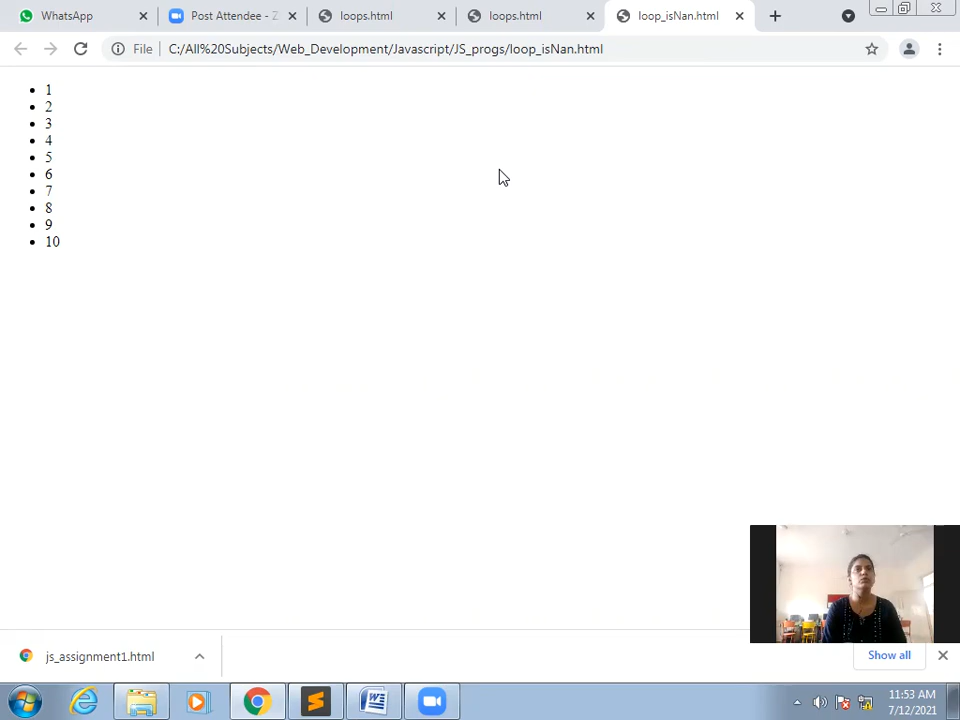 WhatsApp
Post Attendee - Z
loops.html
loops.html
loop_isNan.html
File
C:/All%20Subjects/Web_Development/Javascript/JS_progs/loop_isNan.html
1
2
3
4
5
6
7
8
9
10
js_assignment1.html
Show all
11:53 AM
7/12/2021